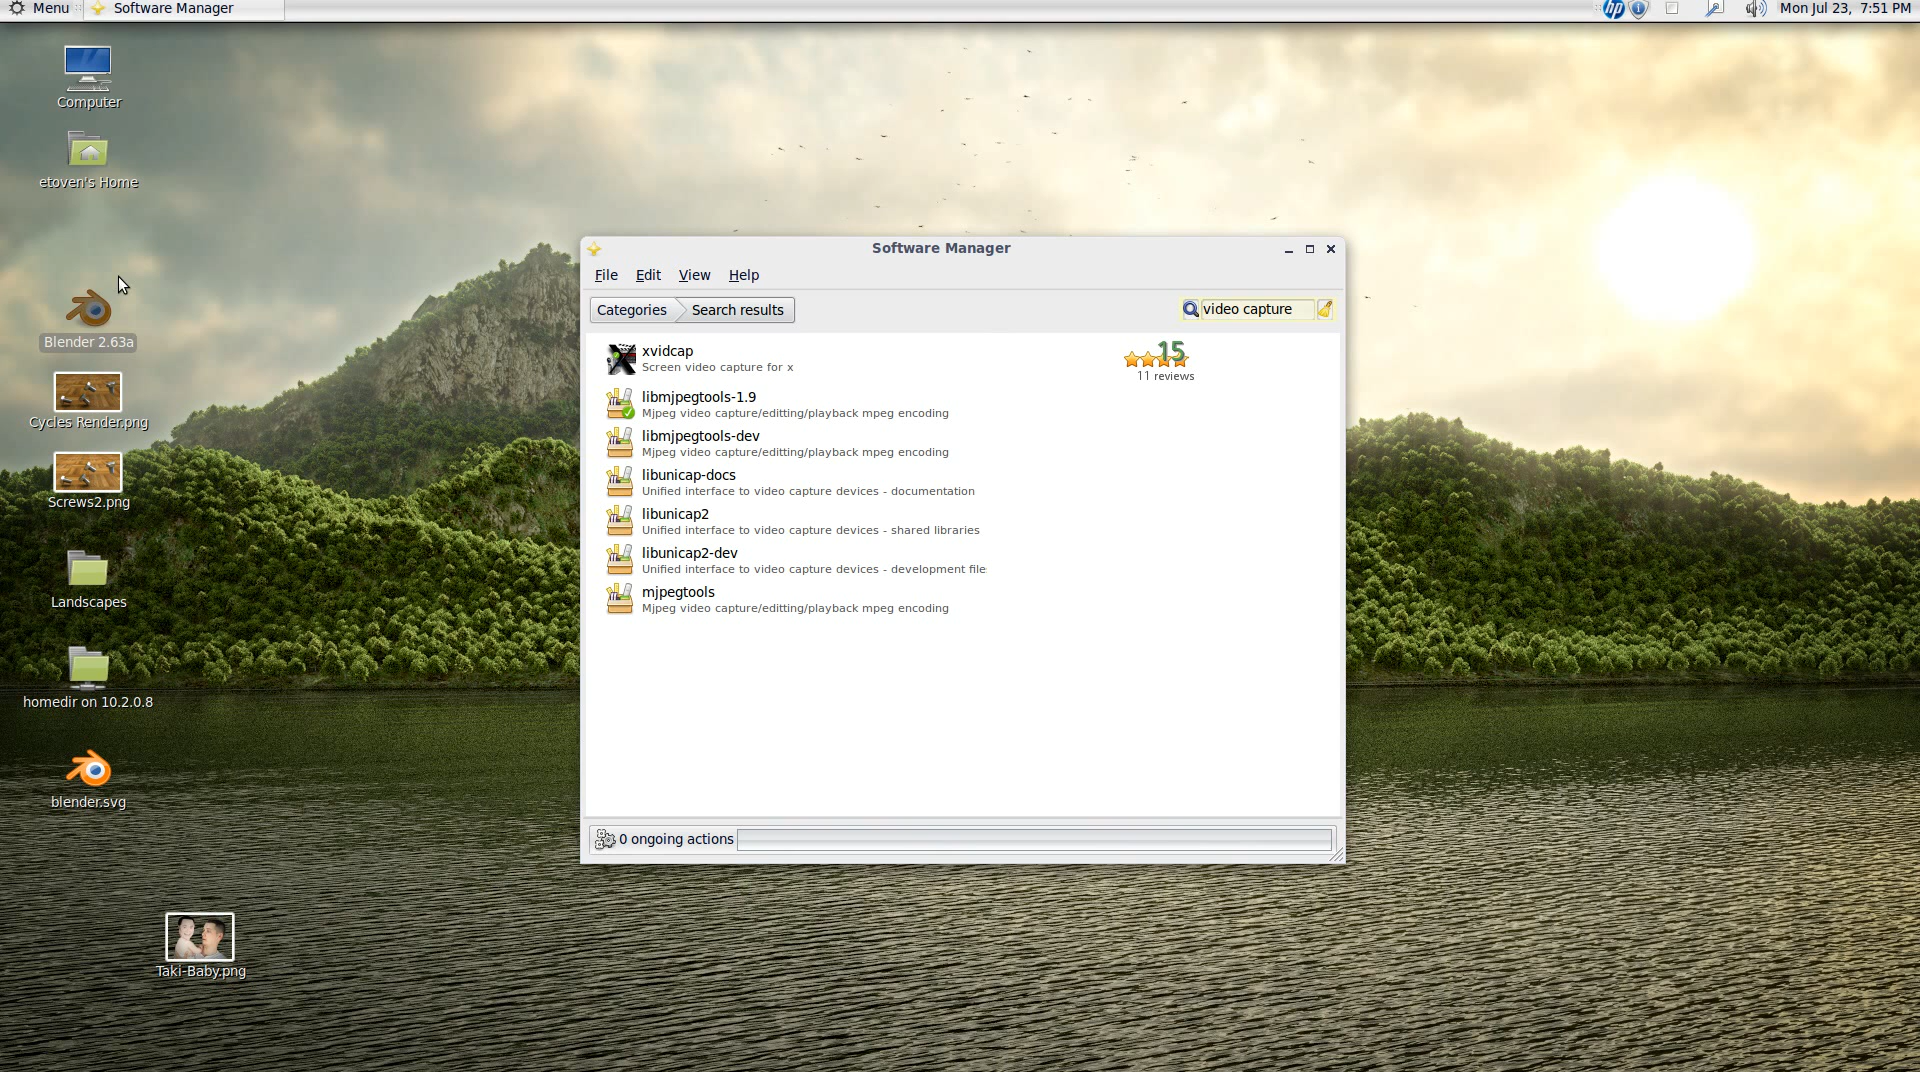 Menu
Software Manager
hp
Mon Jul 23, 7:51 PM
Computer
etoven's Home
Blender 2.63a
Cycles Render.png
Screws2.png
Landscapes
homedir on 10.2.0.8
blender.svg
Taki-Baby.png
Software Manager
File Edit View Help
Categories Search results
video capture
xvidcap
Screen video capture for x
15
11 reviews
libmjpegtools-1.9
Mjpeg video capture/editting/playback mpeg encoding
libmjpegtools-dev
Mjpeg video capture/editting/playback mpeg encoding
libunicap-docs
Unified interface to video capture devices - documentation
libunicap2
Unified interface to video capture devices - shared libraries
libunicap2-dev
Unified interface to video capture devices - development file
mjpegtools
Mjpeg video capture/editting/playback mpeg encoding
0 ongoing actions